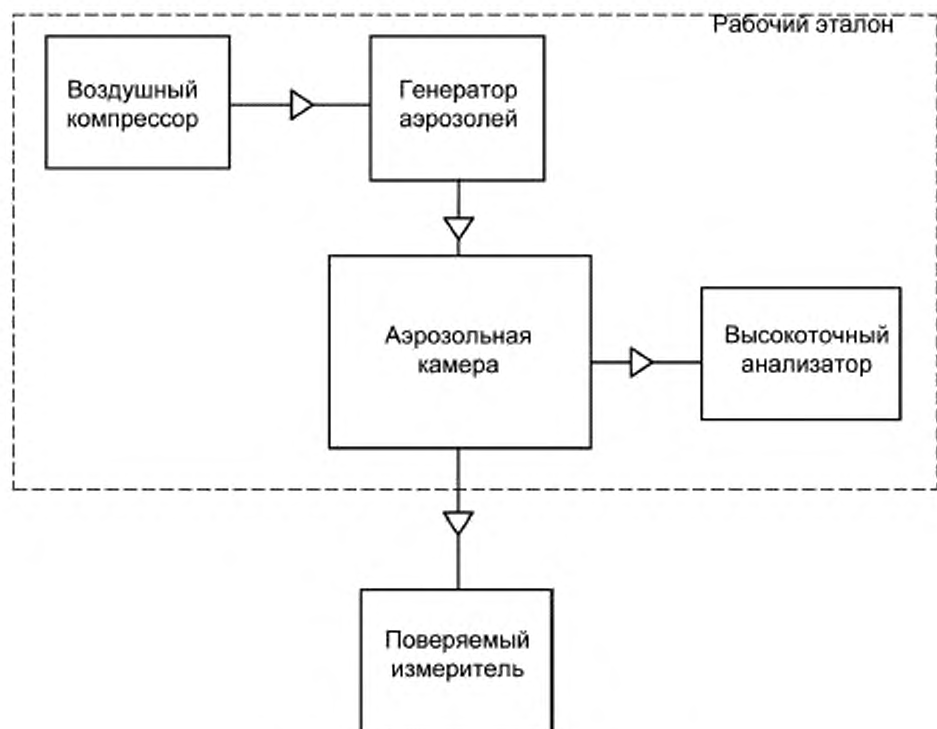 Рабочий эталон
Воздушный
компрессор
Генератор
аэрозолей
Аэрозольная
камера
Высокоточный
анализатор
Поверяемый
измеритель